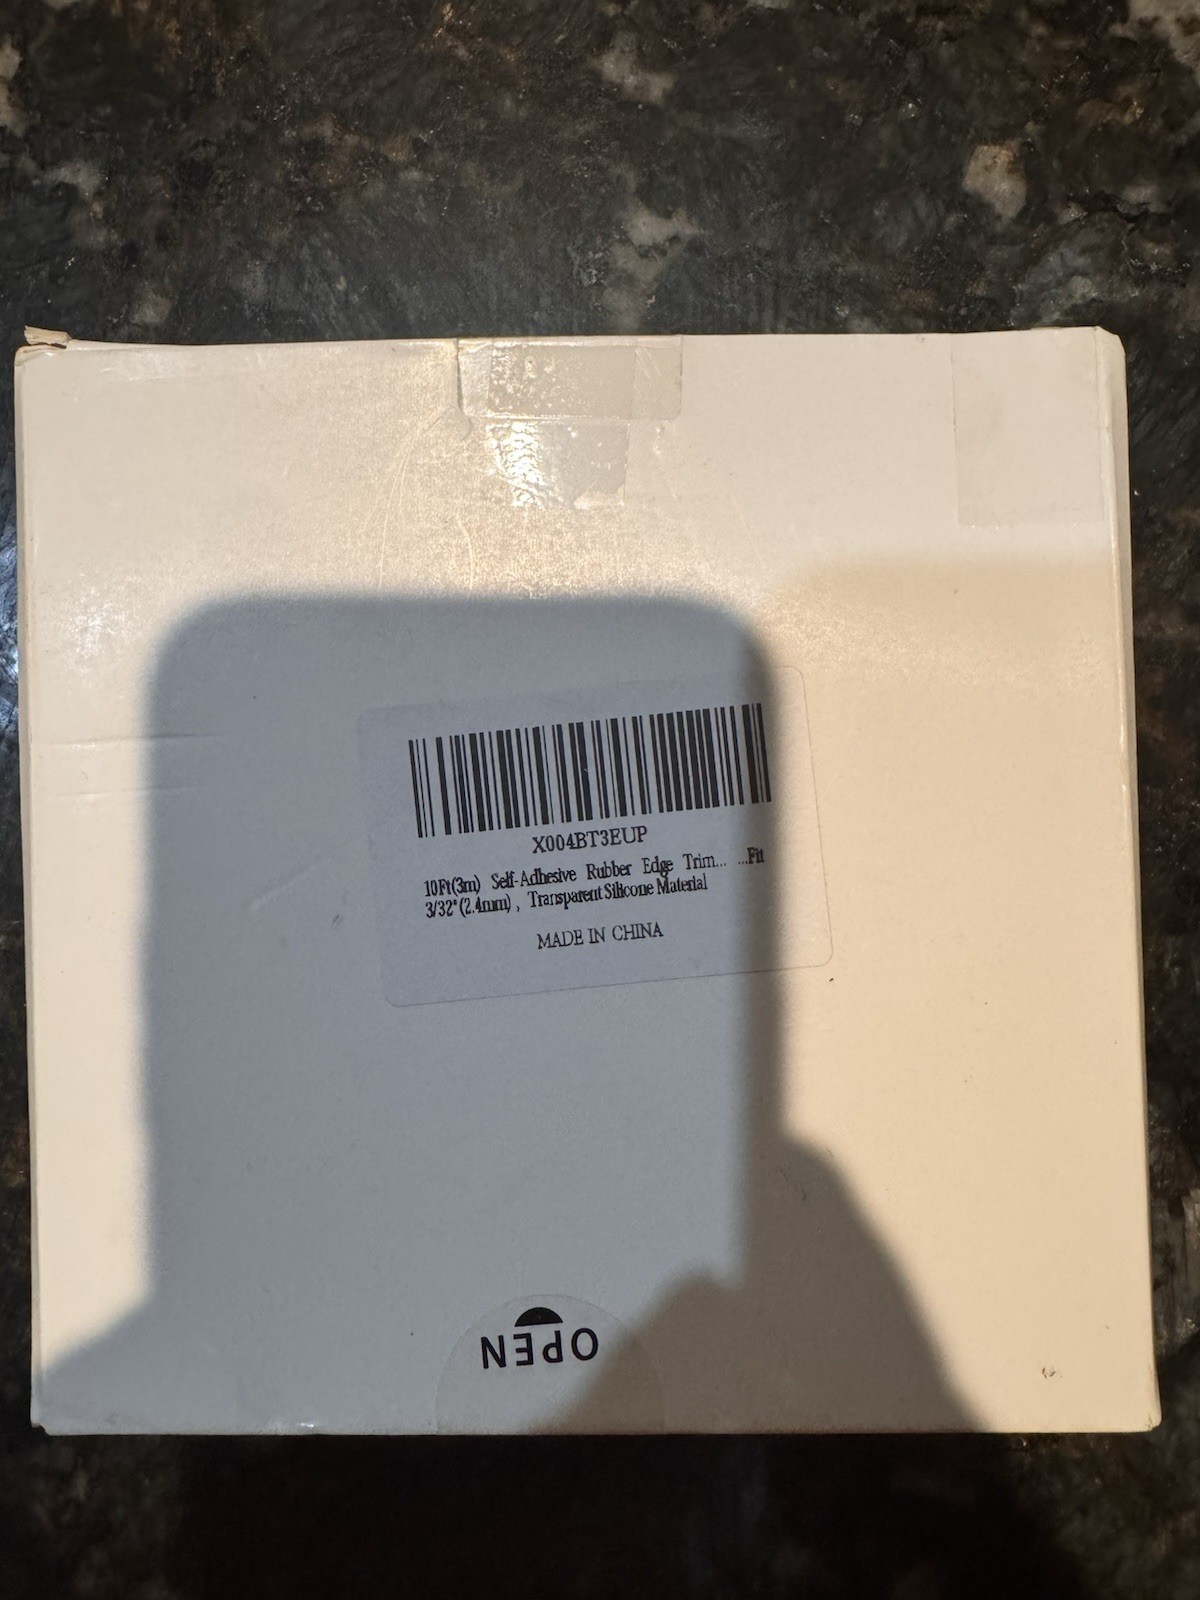 X004BT3EUP
10Ft(3m) Self-Adhesive Rubber Edge Trim... ...Fit
3/32"(2.4mm) , Transparent Silicone Material
MADE IN CHINA
OPEN